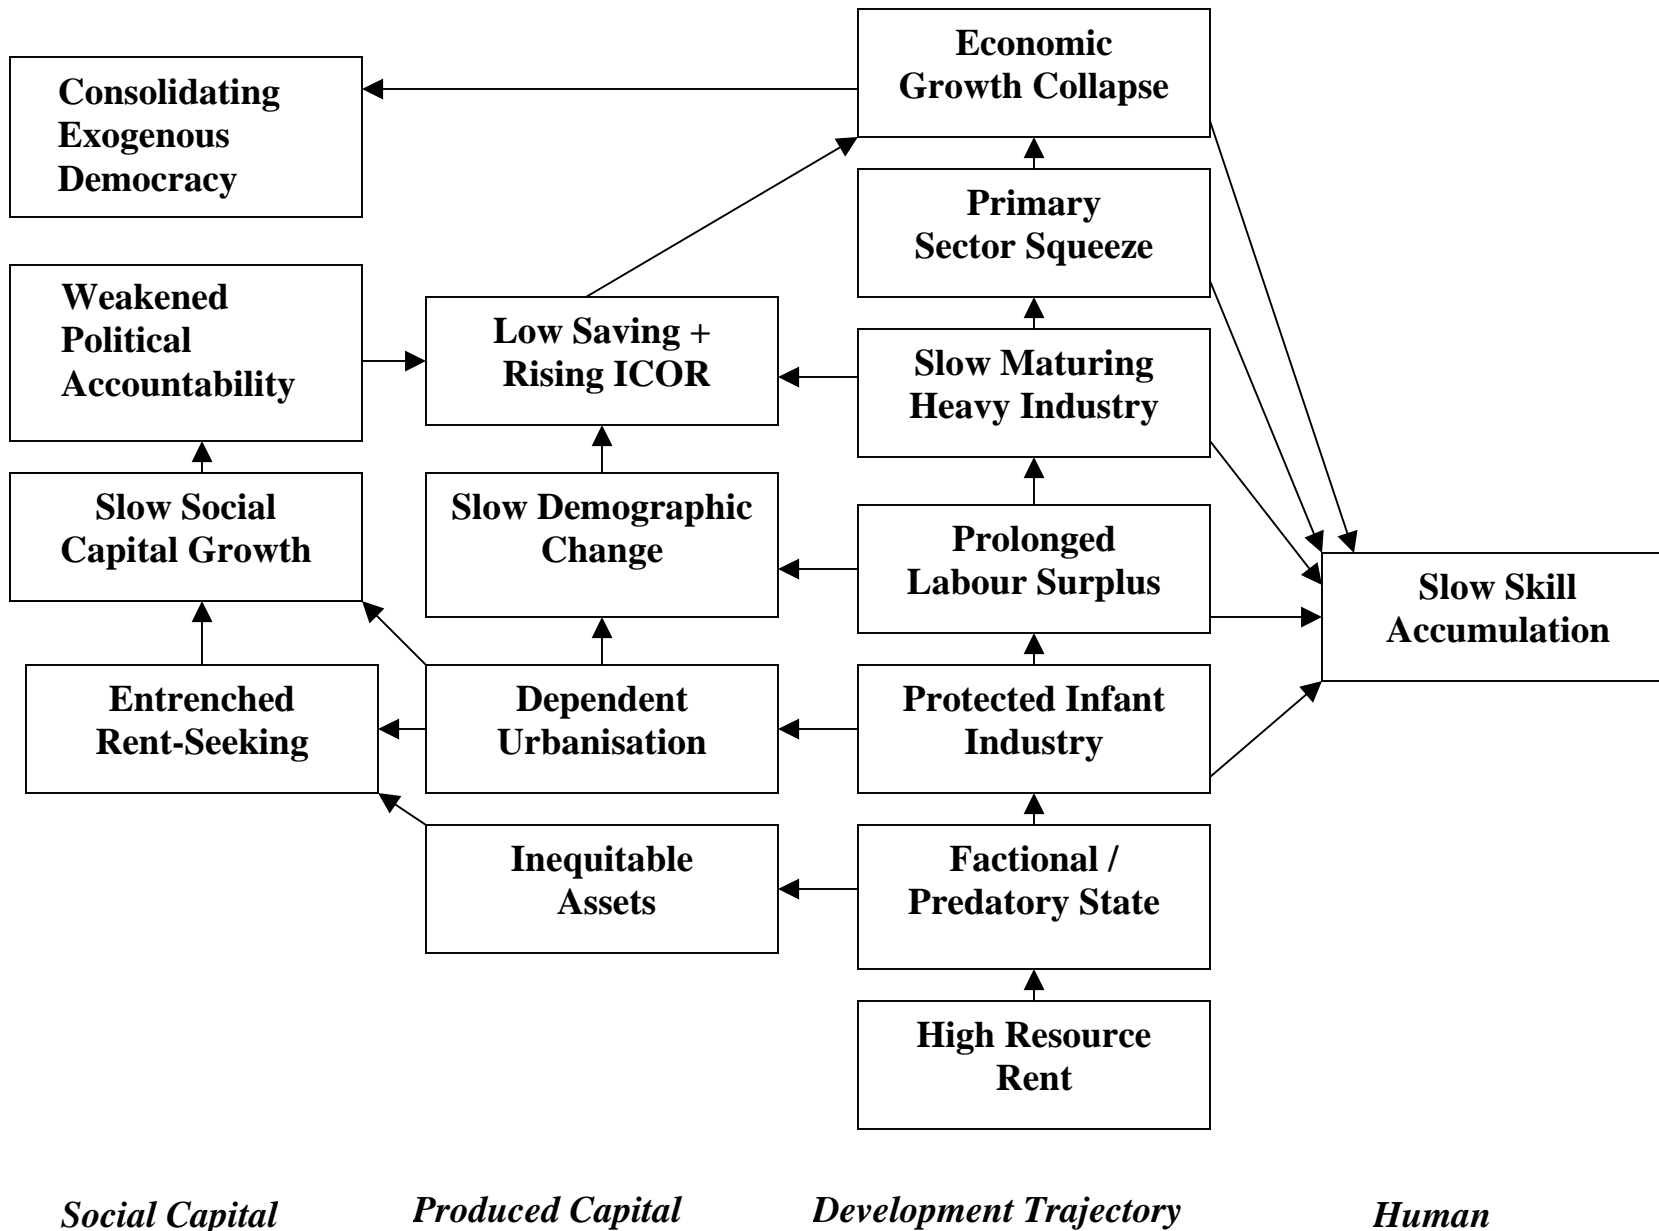 Economic
Growth Collapse
Consolidating
Exogenous
Democracy
Primary
Sector Squeeze
Weakened
Political
Accountability
Low Saving +
Rising ICOR
Slow Maturing
Heavy Industry
Slow Social
Capital Growth
Slow Demographic
Change
Prolonged
Labour Surplus
Slow Skill
Accumulation
Entrenched
Rent-Seeking
Dependent
Urbanisation
Protected Infant
Industry
Inequitable
Assets
Factional /
Predatory State
High Resource
Rent
Social Capital
Produced Capital
Development Trajectory
Human